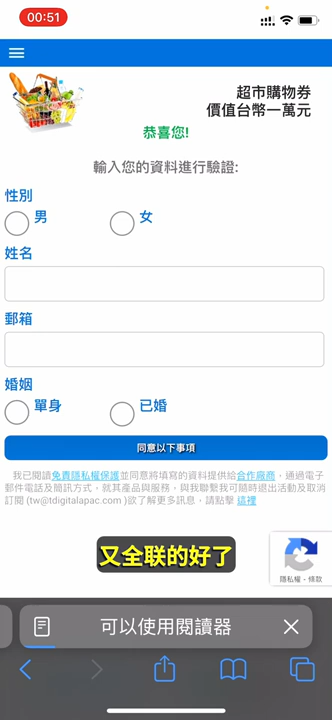 00:51
超市購物券
價值台幣一萬元
恭喜您!
輸入您的資料進行驗證:
性別
男
女
姓名
郵箱
婚姻
單身
已婚
同意以下事項
我已閱讀免責隱私權保護並同意將填寫的資料提供給合作廠商，通過電子
郵件電話及簡訊方式，就其產品與服務，與我聯繫我可隨時退出活動及取消
訂閱 (tw@tdigitalapac.com )欲了解更多訊息，請點擊 這裡
又全联的好了
隱私權 - 條款
可以使用閱讀器